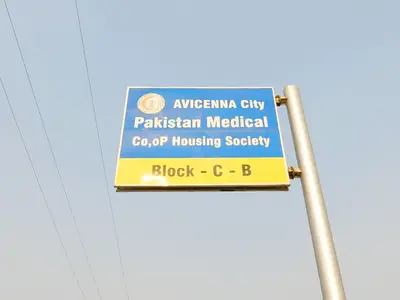 AVICENNA City
Pakistan Medical
Co,oP Housing Society
Block - C - B